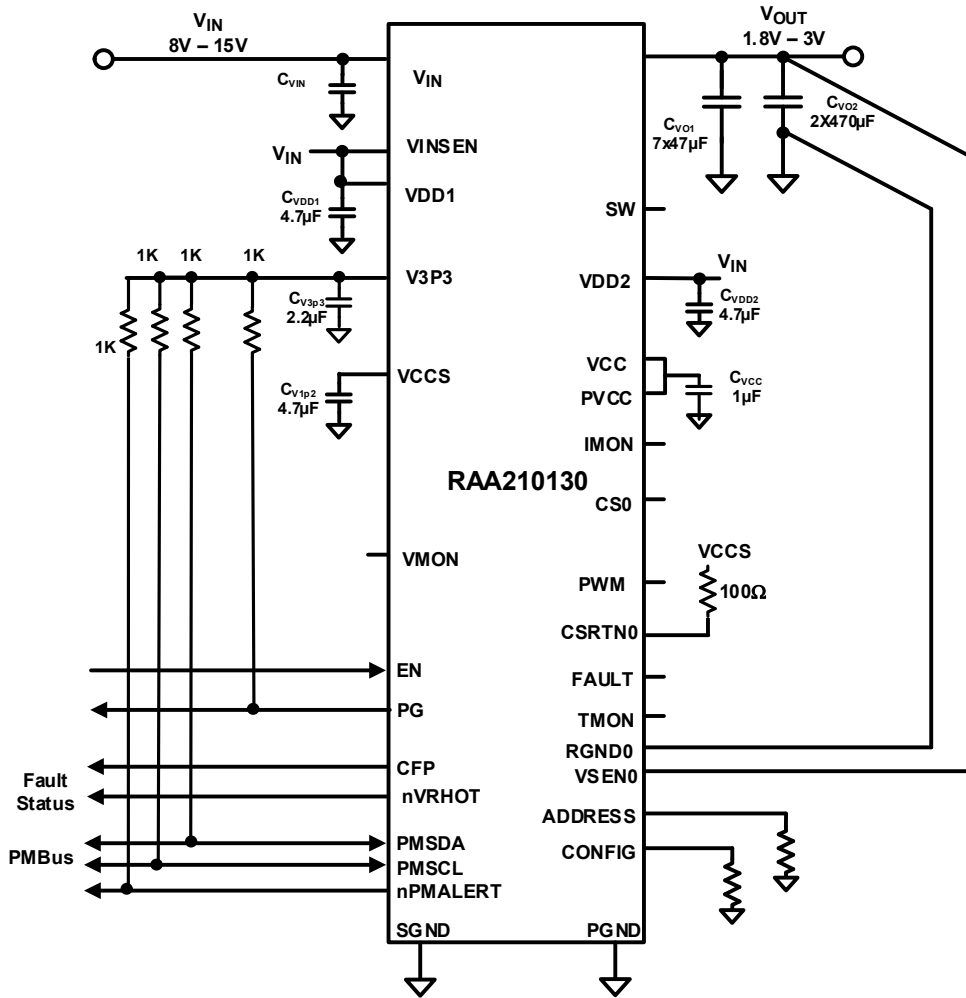 VIN
8V – 15V
VOUT
1.8V – 3V
CVIN
VIN
CVO1
7x47µF
CVO2
2X470µF
VIN
VINSEN
VDD1
CVDD1
4.7µF
SW
1K
1K
1K
1K
V3P3
CV3p3
2.2µF
VDD2
VIN
CVDD2
4.7µF
VCCS
CV1p2
4.7µF
VCC
PVCC
CVCC
1µF
IMON
RAA210130
CS0
VMON
VCCS
PWM
100Ω
CSRTN0
EN
FAULT
PG
TMON
RGND0
CFP
VSEN0
Fault
Status
nVRHOT
ADDRESS
PMBus
PMSDA
CONFIG
PMSCL
nPMALERT
SGND
PGND